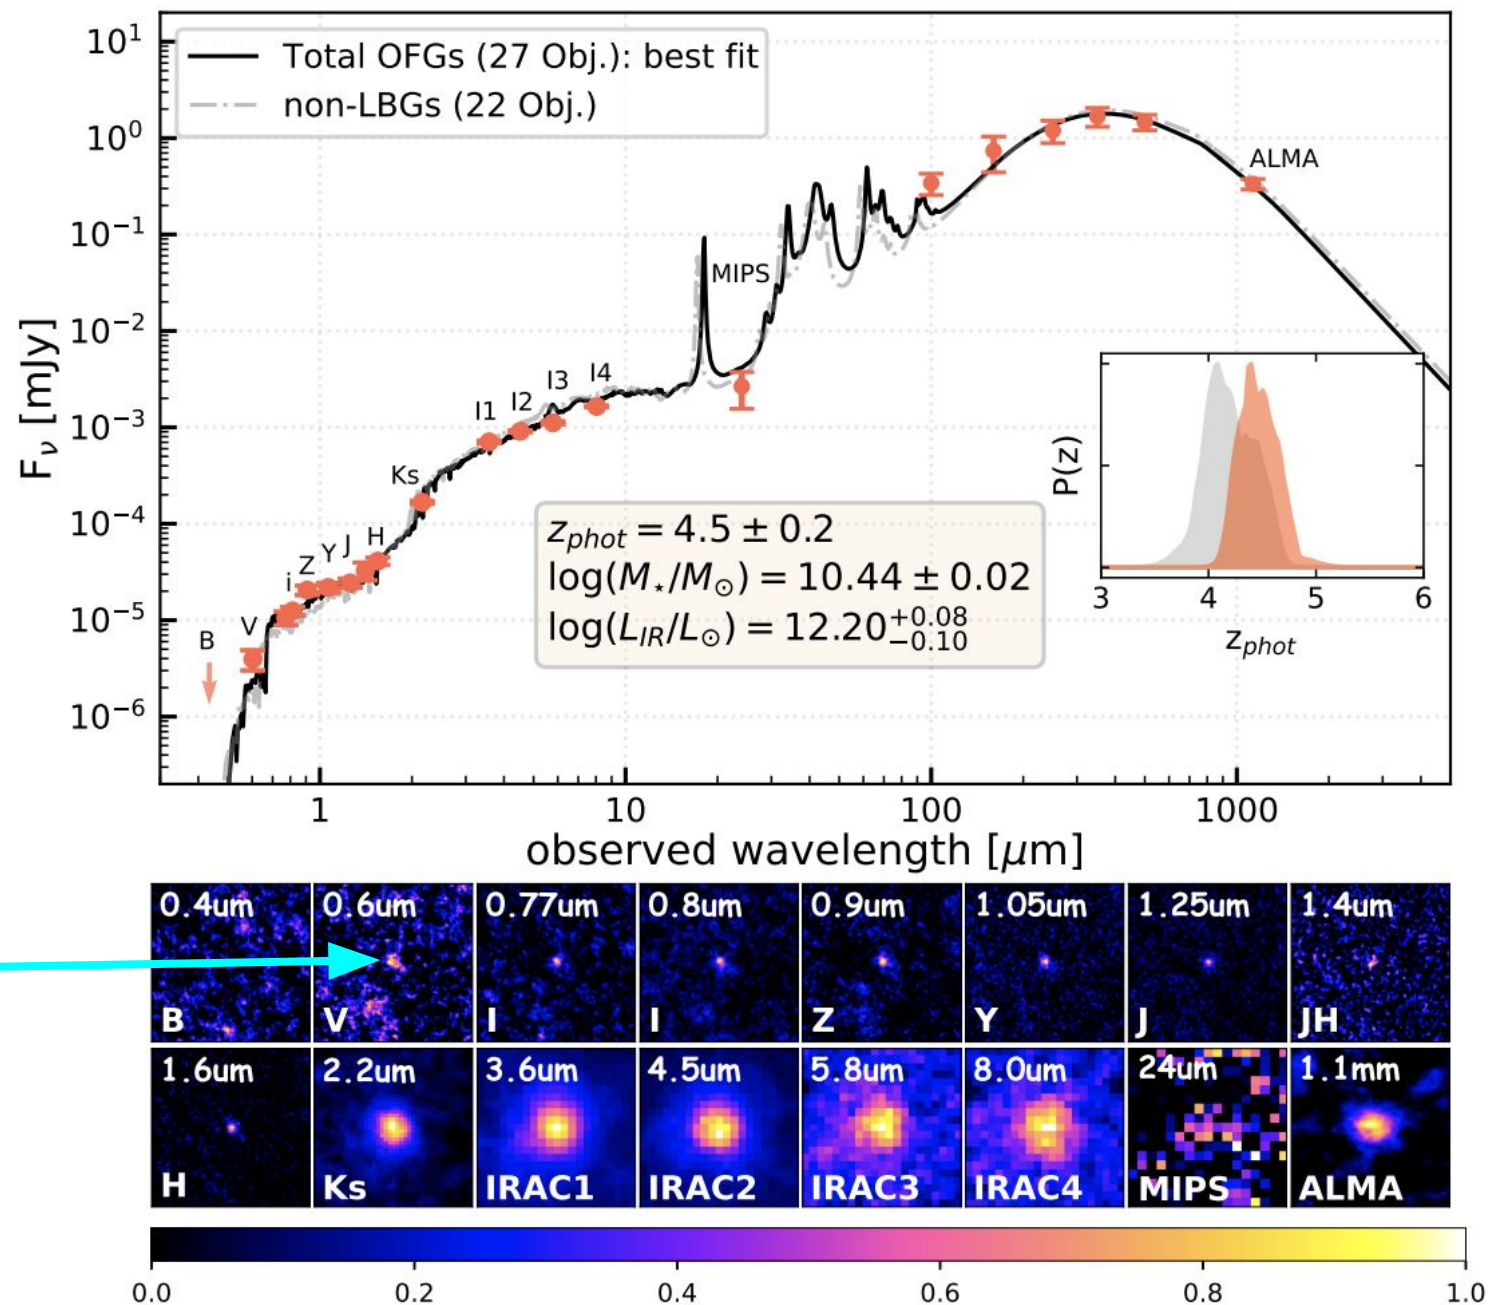 Total OFGs (27 Obj.): best fit
non-LBGs (22 Obj.)
F_ν [mJy]
10^1
10^0
10^-1
10^-2
10^-3
10^-4
10^-5
10^-6
B
V
i
Z
Y
J
H
Ks
I1
I2
I3
I4
MIPS
ALMA
z_phot = 4.5 ± 0.2
log(M⋆/M⊙) = 10.44 ± 0.02
log(L_IR/L⊙) = 12.20^+0.08_-0.10
P(z)
3 4 5 6
z_phot
1 10 100 1000
observed wavelength [μm]
0.4um 0.6um 0.77um 0.8um 0.9um 1.05um 1.25um 1.4um
B V I I Z Y J JH
1.6um 2.2um 3.6um 4.5um 5.8um 8.0um 24um 1.1mm
H Ks IRAC1 IRAC2 IRAC3 IRAC4 MIPS ALMA
0.0 0.2 0.4 0.6 0.8 1.0